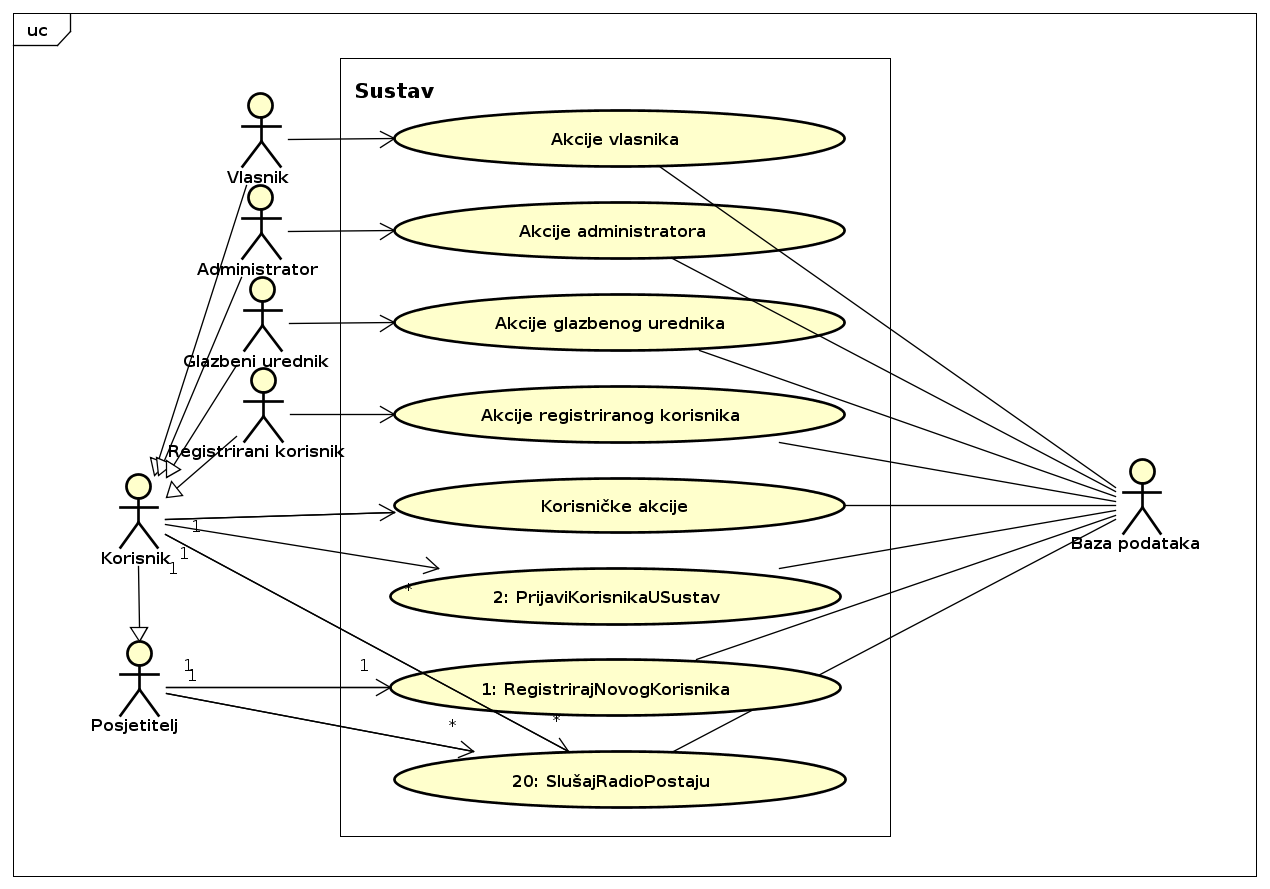 uc
Sustav
Vlasnik
Akcije vlasnika
Administrator
Akcije administratora
Glazbeni urednik
Akcije glazbenog urednika
Registrirani korisnik
Akcije registriranog korisnika
Korisnik
Korisničke akcije
Baza podataka
1
1
1
*
2: PrijaviKorisnikaUSustav
Posjetitelj
1
1
1
1: RegistrirajNovogKorisnika
*
*
20: SlušajRadioPostaju